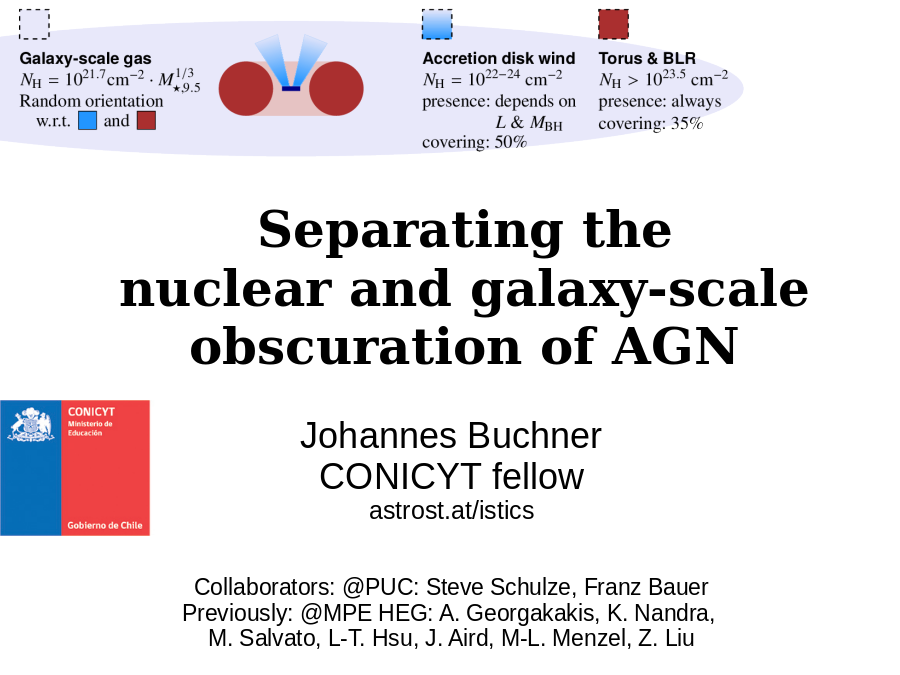 Galaxy-scale gas
N_H = 10^21.7 cm^−2 · M_⋆,9.5^1/3
Random orientation
w.r.t. and
Accretion disk wind
N_H = 10^22−24 cm^−2
presence: depends on
L & M_BH
covering: 50%
Torus & BLR
N_H > 10^23.5 cm^−2
presence: always
covering: 35%
Separating the
nuclear and galaxy-scale
obscuration of AGN
CONICYT
Ministerio de
Educación
Gobierno de Chile
Johannes Buchner
CONICYT fellow
astrost.at/istics
Collaborators: @PUC: Steve Schulze, Franz Bauer
Previously: @MPE HEG: A. Georgakakis, K. Nandra,
M. Salvato, L-T. Hsu, J. Aird, M-L. Menzel, Z. Liu